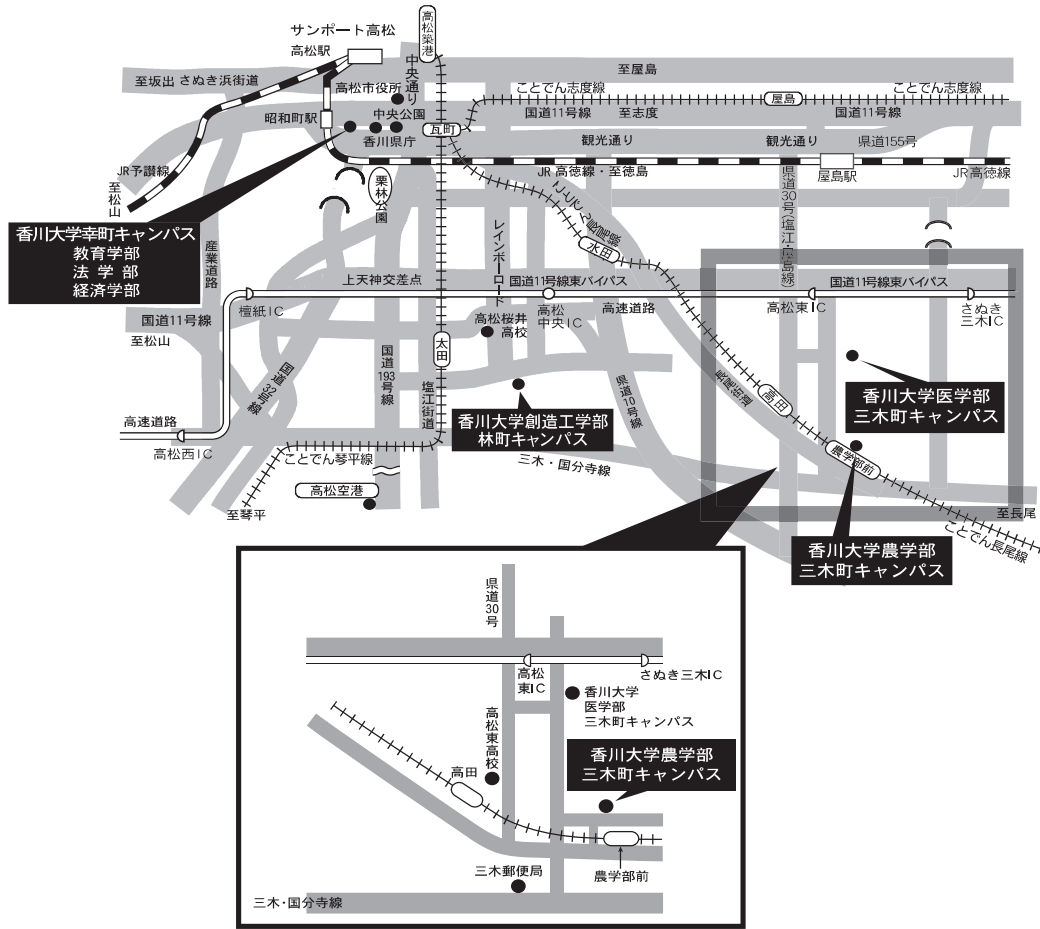 サンポート高松
高松駅
高松築港
中央通り
至坂出 さぬき浜街道
至屋島
高松市役所
ことでん志度線
屋島
ことでん志度線
国道11号線
至志度
国道11号線
中央公園
昭和町駅
香川県庁
瓦町
観光通り
観光通り
県道155号
JR予讃線
至松山
栗林公園
JR 高徳線・至徳島
屋島駅
JR高徳線
ことでん長尾線
県道30号(塩江・屋島線)
香川大学幸町キャンパス
教育学部
法 学 部
経済学部
産業道路
レインボーロード
水田
上天神交差点
国道11号線東バイパス
国道11号線東バイパス
檀紙IC
高松
中央IC
高速道路
高松東IC
さぬき
三木IC
国道11号線
至松山
高松桜井
高校
太田
国道32号線
国道193号線
塩江街道
県道10号線
長尾街道
高田
香川大学医学部
三木町キャンパス
香川大学創造工学部
林町キャンパス
高速道路
高松西IC
ことでん琴平線
三木・国分寺線
農学部前
高松空港
至琴平
至長尾
ことでん長尾線
香川大学農学部
三木町キャンパス
県道30号
高松
東IC
さぬき三木IC
香川大学
医学部
三木町キャンパス
高松東高校
香川大学農学部
三木町キャンパス
高田
三木郵便局
農学部前
三木・国分寺線